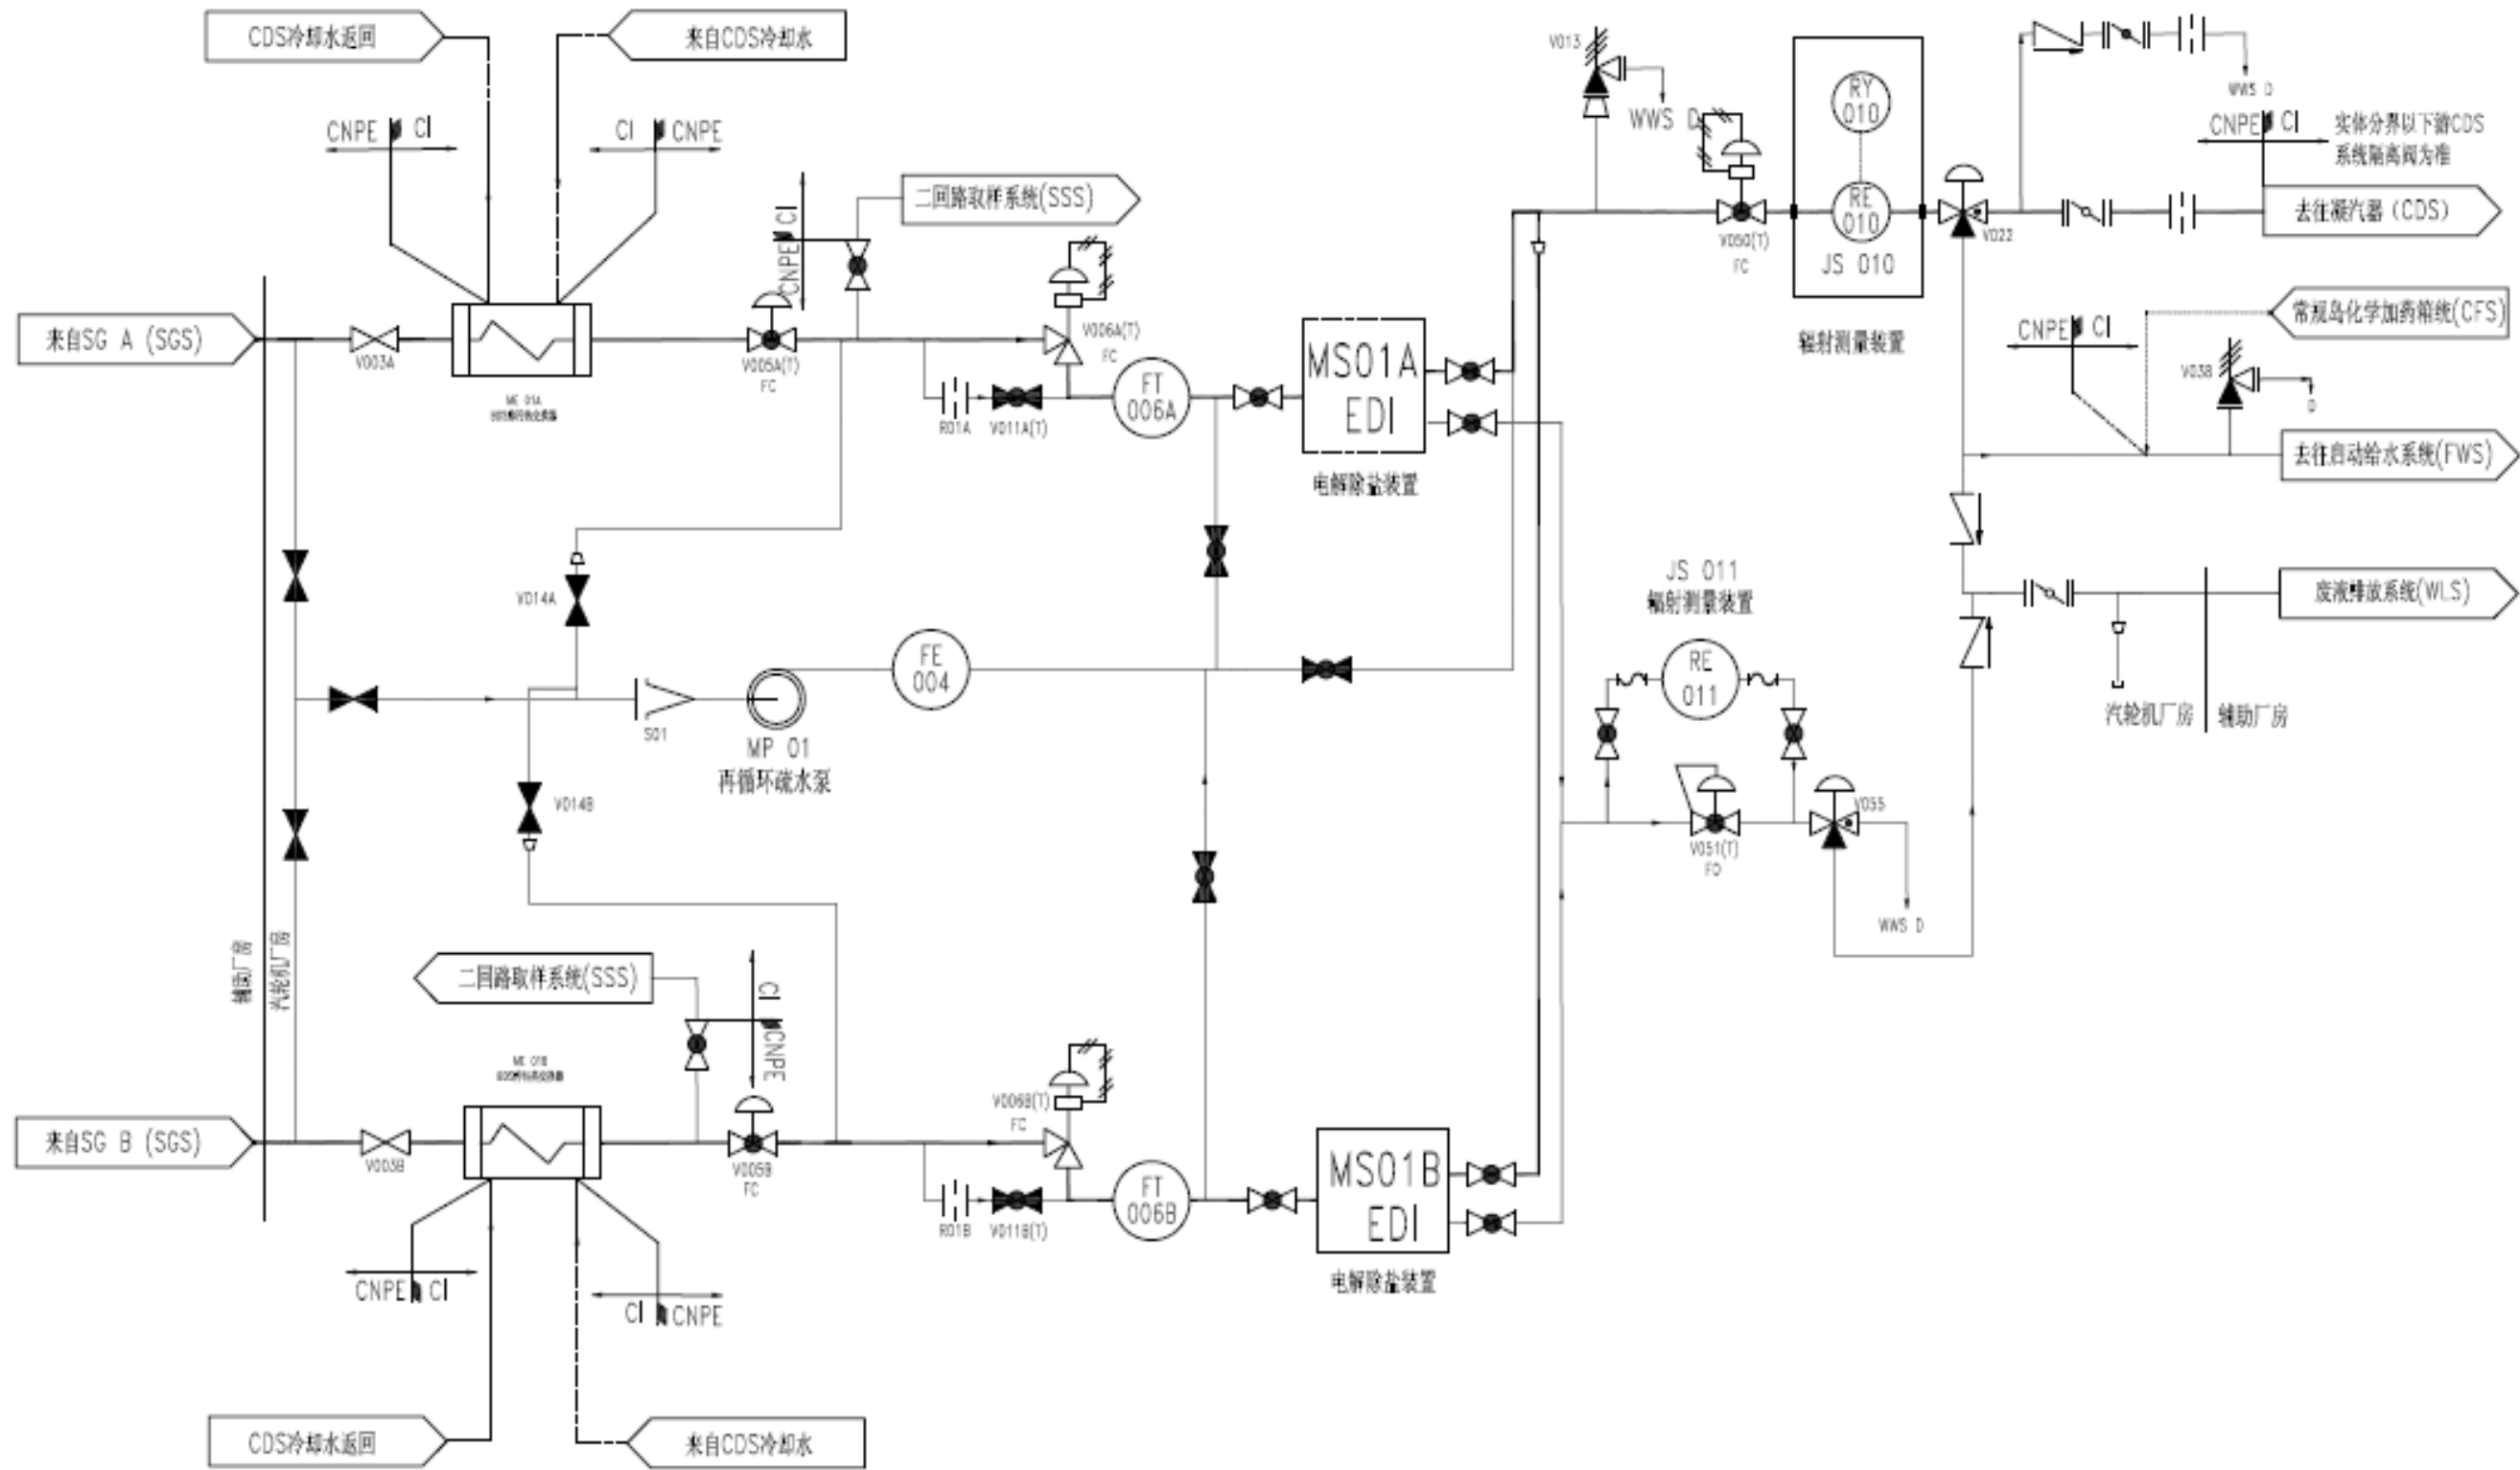 CDS冷却水返回
来自CDS冷却水
CNPE CI
CI CNPE
二回路取样系统(SSS)
CNPE CI
来自SG A (SGS)
V003A
ME 01A
V005A(T)
FC
V006A(T)
FC
R01A
V011A(T)
FT
006A
MS01A
EDI
电解除盐装置
V013
WWS D
V050(T)
FC
RY
010
RE
010
JS 010
辐射测量装置
V022
WWS D
CNPE CI
实体分界以下游CDS
系统隔离阀为准
去往凝汽器 (CDS)
常规岛化学加药箱统(CFS)
CNPE CI
V038
D
去往启动给水系统(FWS)
V014A
FE
004
S01
MP 01
再循环疏水泵
V014B
JS 011
辐射测量装置
RE
011
V051(T)
FO
V055
WWS D
废液排放系统(WLS)
汽轮机厂房
辅助厂房
辅助厂房
汽轮机厂房
二回路取样系统(SSS)
CI
CNPE
ME 01B
来自SG B (SGS)
V003B
V005B
FC
V006B(T)
FC
R01B
V011B(T)
FT
006B
MS01B
EDI
电解除盐装置
CNPE CI
CI CNPE
CDS冷却水返回
来自CDS冷却水